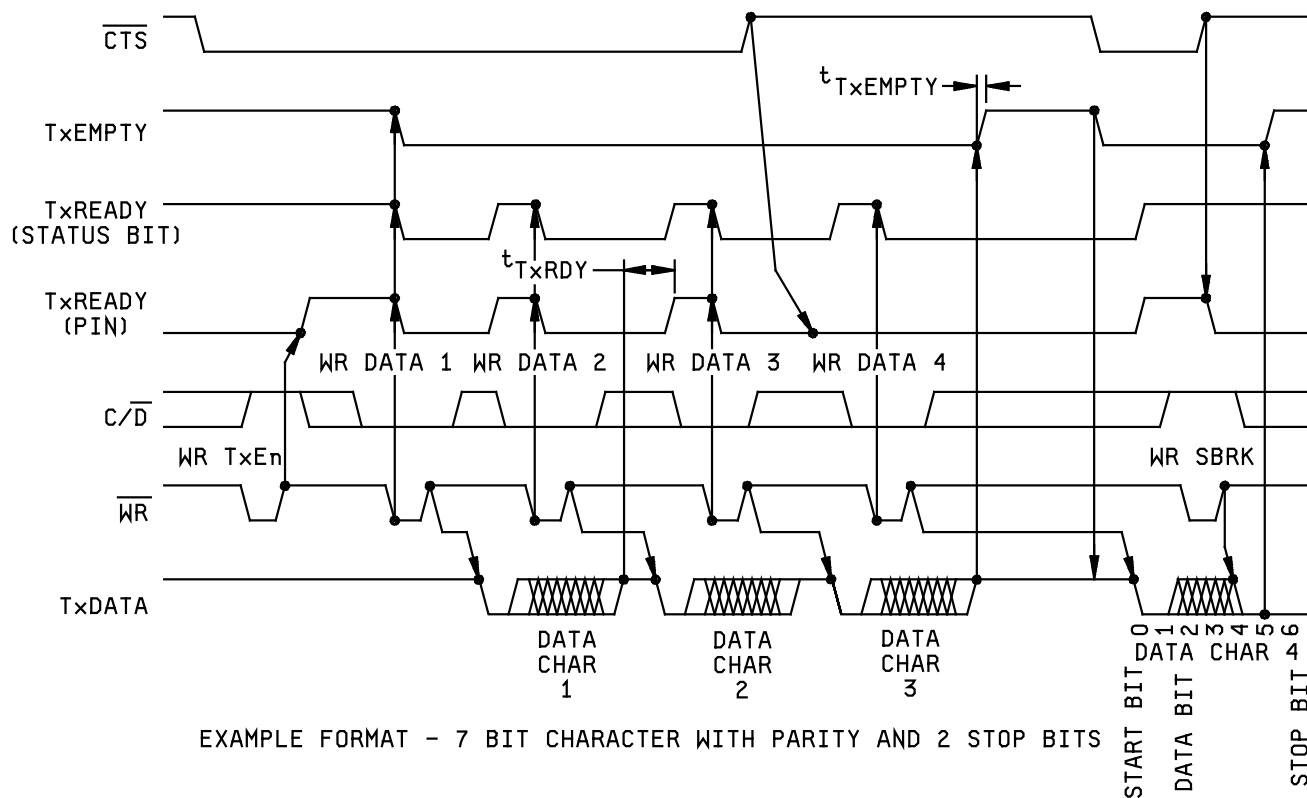 CTS
tTxEMPTY
TxEMPTY
TxREADY
(STATUS BIT)
tTxRDY
TxREADY
(PIN)
WR DATA 1 WR DATA 2 WR DATA 3 WR DATA 4
C/D
WR TxEn
WR SBRK
WR
TxDATA
0 1 2 3 4 5 6
DATA CHAR 4
DATA
CHAR
1
DATA
CHAR
2
DATA
CHAR
3
START BIT
DATA BIT
STOP BIT
EXAMPLE FORMAT - 7 BIT CHARACTER WITH PARITY AND 2 STOP BITS